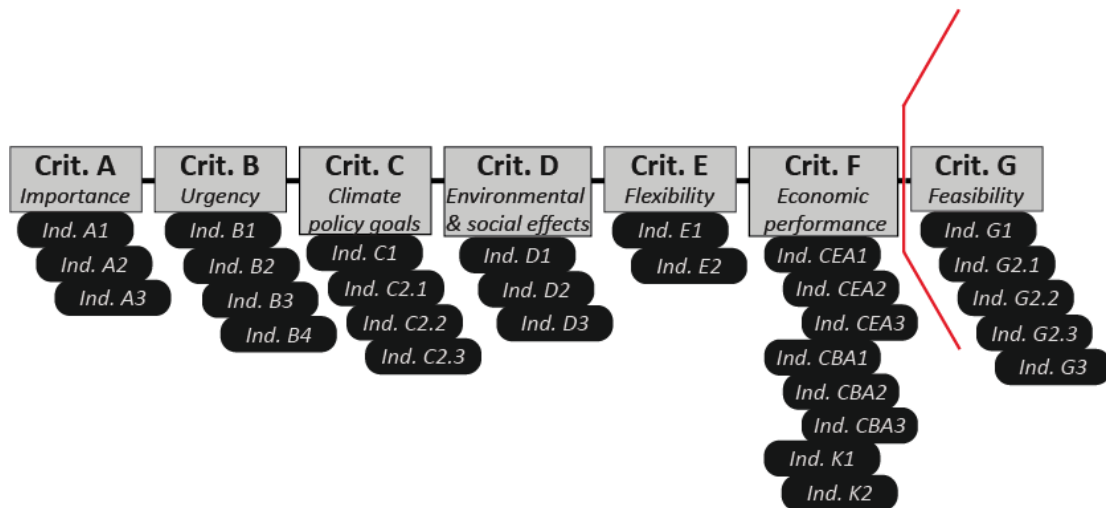 Crit. A
Importance
Ind. A1
Ind. A2
Ind. A3
Crit. B
Urgency
Ind. B1
Ind. B2
Ind. B3
Ind. B4
Crit. C
Climate
policy goals
Ind. C1
Ind. C2.1
Ind. C2.2
Ind. C2.3
Crit. D
Environmental
& social effects
Ind. D1
Ind. D2
Ind. D3
Crit. E
Flexibility
Ind. E1
Ind. E2
Crit. F
Economic
performance
Ind. CEA1
Ind. CEA2
Ind. CEA3
Ind. CBA1
Ind. CBA2
Ind. CBA3
Ind. K1
Ind. K2
Crit. G
Feasibility
Ind. G1
Ind. G2.1
Ind. G2.2
Ind. G2.3
Ind. G3